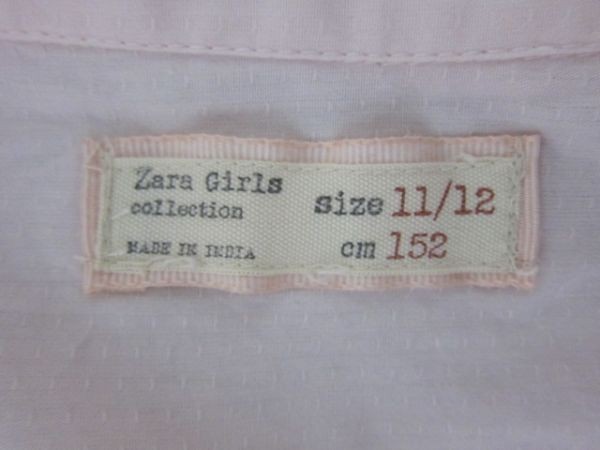 Zara Girls
collection
MADE IN INDIA
size 11/12
cm 152